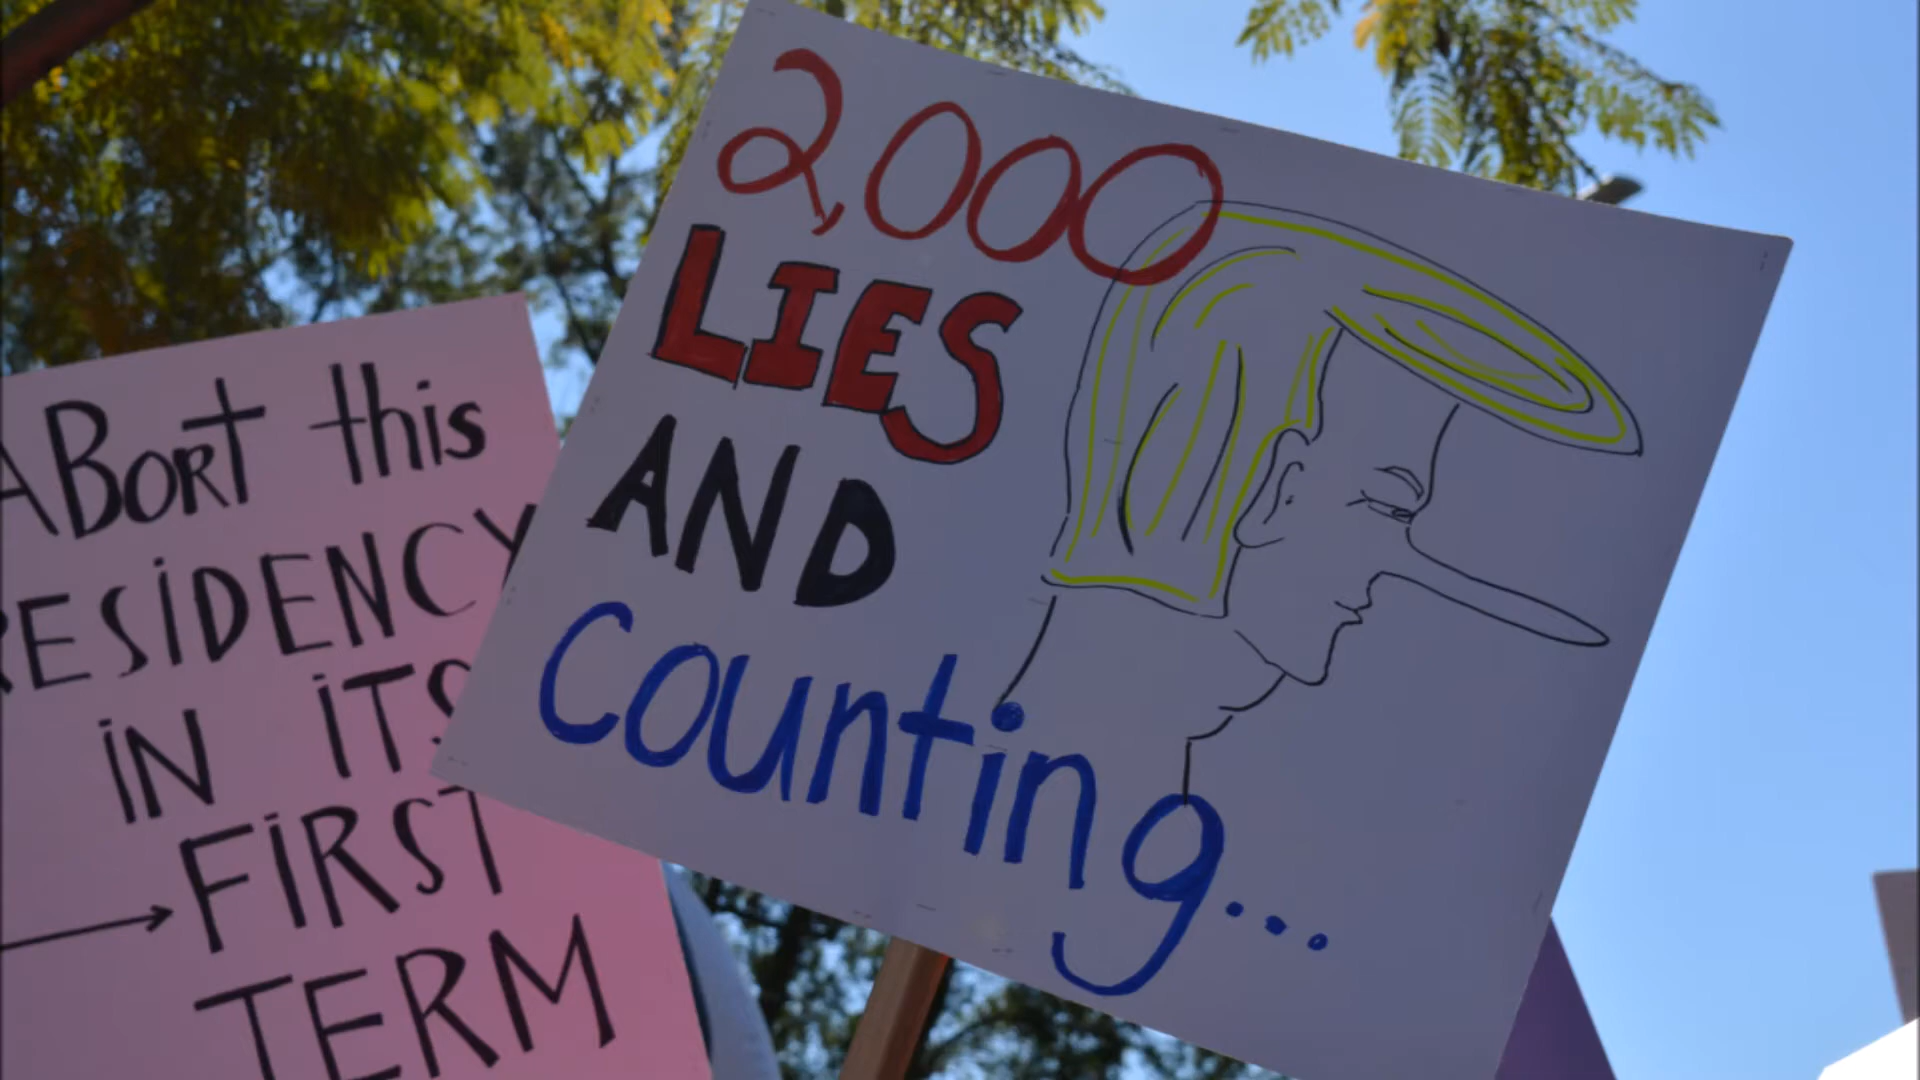 ABORT this
RESIDENCY
IN ITS
FIRST
TERM
2,000
LIES
AND
Counting...